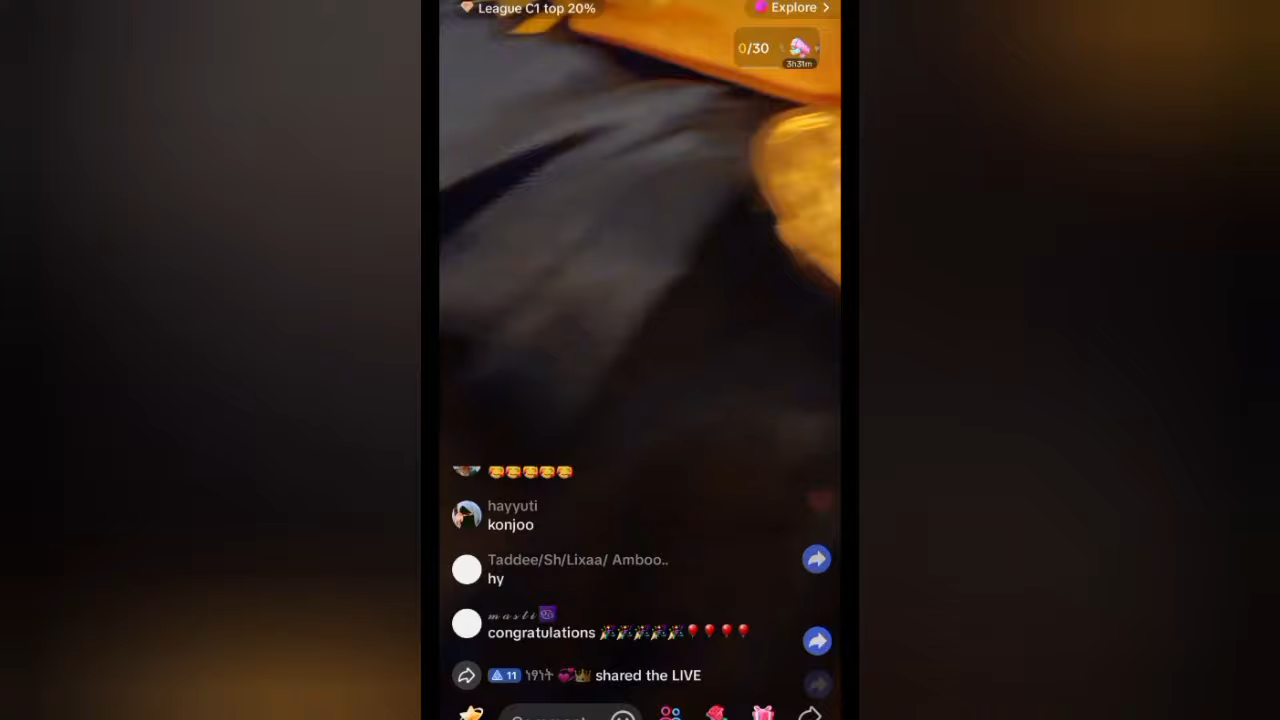 League C1 top 20%
Explore >
0/30
3h31m
🥰🥰🥰🥰🥰
hayyuti
konjoo
Taddee/Sh/Lixaa/ Amboo..
hy
𝓂 𝒶 𝓈 𝓉 𝒾 ♋
congratulations 🎉🎉🎉🎉🎉🎈🎈🎈🎈
11 ነፃነት 💞👑 shared the LIVE
Comment